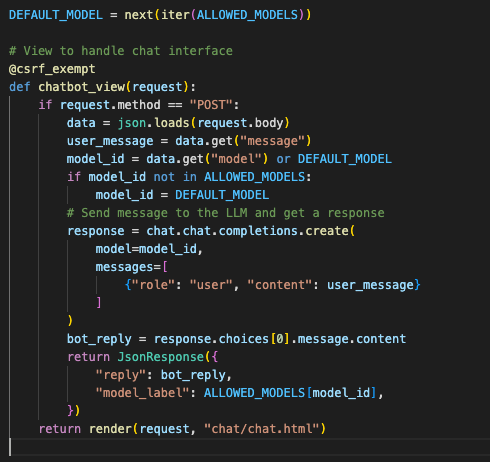 DEFAULT_MODEL = next(iter(ALLOWED_MODELS))

# View to handle chat interface
@csrf_exempt
def chatbot_view(request):
    if request.method == "POST":
        data = json.loads(request.body)
        user_message = data.get("message")
        model_id = data.get("model") or DEFAULT_MODEL
        if model_id not in ALLOWED_MODELS:
            model_id = DEFAULT_MODEL
        # Send message to the LLM and get a response
        response = chat.chat.completions.create(
            model=model_id,
            messages=[
                {"role": "user", "content": user_message}
            ]
        )
        bot_reply = response.choices[0].message.content
        return JsonResponse({
            "reply": bot_reply,
            "model_label": ALLOWED_MODELS[model_id],
        })
    return render(request, "chat/chat.html")